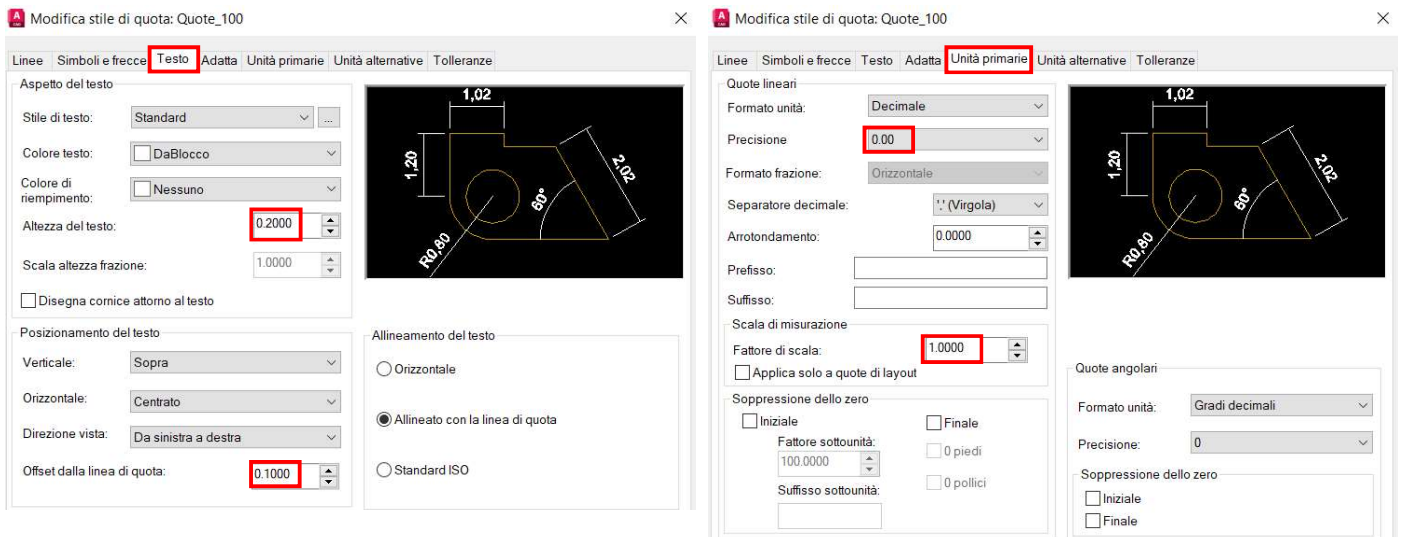 Modifica stile di quota: Quote_100
Linee Simboli e frecce Testo Adatta Unità primarie Unità alternative Tolleranze
Aspetto del testo
Stile di testo: Standard ...
Colore testo: DaBlocco
Colore di
riempimento: Nessuno
Altezza del testo: 0.2000
Scala altezza frazione: 1.0000
Disegna cornice attorno al testo
1,02
1,20
2,02
60°
R0,80
Posizionamento del testo
Verticale: Sopra
Orizzontale: Centrato
Direzione vista: Da sinistra a destra
Offset dalla linea di quota: 0.1000
Allineamento del testo
Orizzontale
Allineato con la linea di quota
Standard ISO
Modifica stile di quota: Quote_100
Linee Simboli e frecce Testo Adatta Unità primarie Unità alternative Tolleranze
Quote lineari
Formato unità: Decimale
Precisione 0.00
Formato frazione: Orizzontale
Separatore decimale: ',' (Virgola)
Arrotondamento: 0.0000
Prefisso:
Suffisso:
Scala di misurazione
Fattore di scala: 1.0000
Applica solo a quote di layout
Soppressione dello zero
Iniziale Finale
Fattore sottounità: 0 piedi
100.0000
Suffisso sottounità: 0 pollici
1,02
1,20
2,02
60°
R0,80
Quote angolari
Formato unità: Gradi decimali
Precisione: 0
Soppressione dello zero
Iniziale
Finale